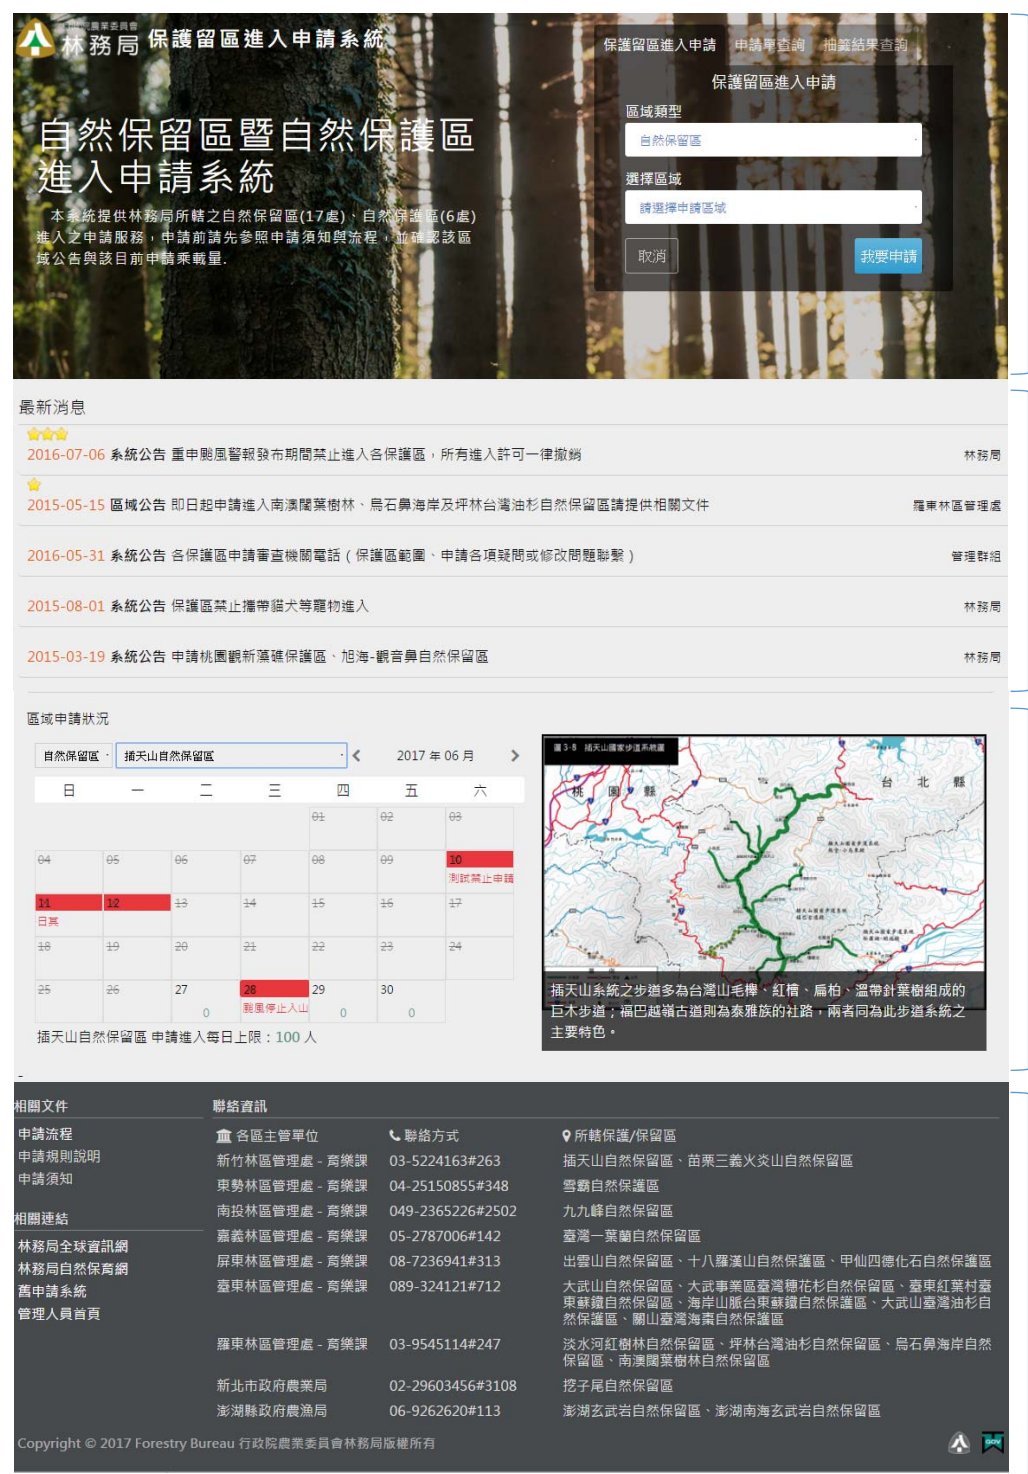 行政院農業委員會
林務局 保護留區進入申請系統
保護留區進入申請 申請單查詢 抽籤結果查詢
保護留區進入申請
區域類型
自然保留區
選擇區域
請選擇申請區域
取消 我要申請
自然保留區暨自然保護區
進入申請系統
本系統提供林務局所轄之自然保留區(17處)、自然保護區(6處)
進入之申請服務，申請前請先參照申請須知與流程，並確認該區
域公告與該目前申請乘載量.
最新消息
2016-07-06 系統公告 重申颱風警報發布期間禁止進入各保護區，所有進入許可一律撤銷 林務局
2015-05-15 區域公告 即日起申請進入南澳闊葉樹林、烏石鼻海岸及坪林台灣油杉自然保留區請提供相關文件 羅東林區管理處
2016-05-31 系統公告 各保護區申請審查機關電話（保護區範圍、申請各項疑問或修改問題聯繫） 管理群組
2015-08-01 系統公告 保護區禁止攜帶貓犬等寵物進入 林務局
2015-03-19 系統公告 申請桃園觀新藻礁保護區、旭海-觀音鼻自然保留區 林務局
區域申請狀況
自然保留區 插天山自然保留區 2017 年 06 月
日 一 二 三 四 五 六
01 02 03
04 05 06 07 08 09 10
測試禁止申請
11 12 13 14 15 16 17
日其
18 19 20 21 22 23 24
25 26 27 28 29 30
0 颱風停止入山 0 0
插天山自然保留區 申請進入每日上限：100 人
圖 3-8 插天山國家步道系統圖
桃 園 縣
台 北 縣
插天山系統之步道多為台灣山毛櫸、紅檜、扁柏、溫帶針葉樹組成的
巨木步道；福巴越嶺古道則為泰雅族的社路，兩者同為此步道系統之
主要特色。
-
相關文件
申請流程
申請規則說明
申請須知
相關連結
林務局全球資訊網
林務局自然保育網
舊申請系統
管理人員首頁
聯絡資訊
各區主管單位 聯絡方式 所轄保護/保留區
新竹林區管理處 - 育樂課 03-5224163#263 插天山自然保留區、苗栗三義火炎山自然保留區
東勢林區管理處 - 育樂課 04-25150855#348 雪霸自然保護區
南投林區管理處 - 育樂課 049-2365226#2502 九九峰自然保留區
嘉義林區管理處 - 育樂課 05-2787006#142 臺灣一葉蘭自然保留區
屏東林區管理處 - 育樂課 08-7236941#313 出雲山自然保留區、十八羅漢山自然保護區、甲仙四德化石自然保護區
臺東林區管理處 - 育樂課 089-324121#712 大武山自然保留區、大武事業區臺灣穗花杉自然保留區、臺東紅葉村臺
東蘇鐵自然保留區、海岸山脈台東蘇鐵自然保護區、大武山臺灣油杉自
然保護區、關山臺灣海棗自然保護區
羅東林區管理處 - 育樂課 03-9545114#247 淡水河紅樹林自然保留區、坪林台灣油杉自然保留區、烏石鼻海岸自然
保留區、南澳闊葉樹林自然保留區
新北市政府農業局 02-29603456#3108 挖子尾自然保留區
澎湖縣政府農漁局 06-9262620#113 澎湖玄武岩自然保留區、澎湖南海玄武岩自然保留區
Copyright © 2017 Forestry Bureau 行政院農業委員會林務局版權所有
GOV